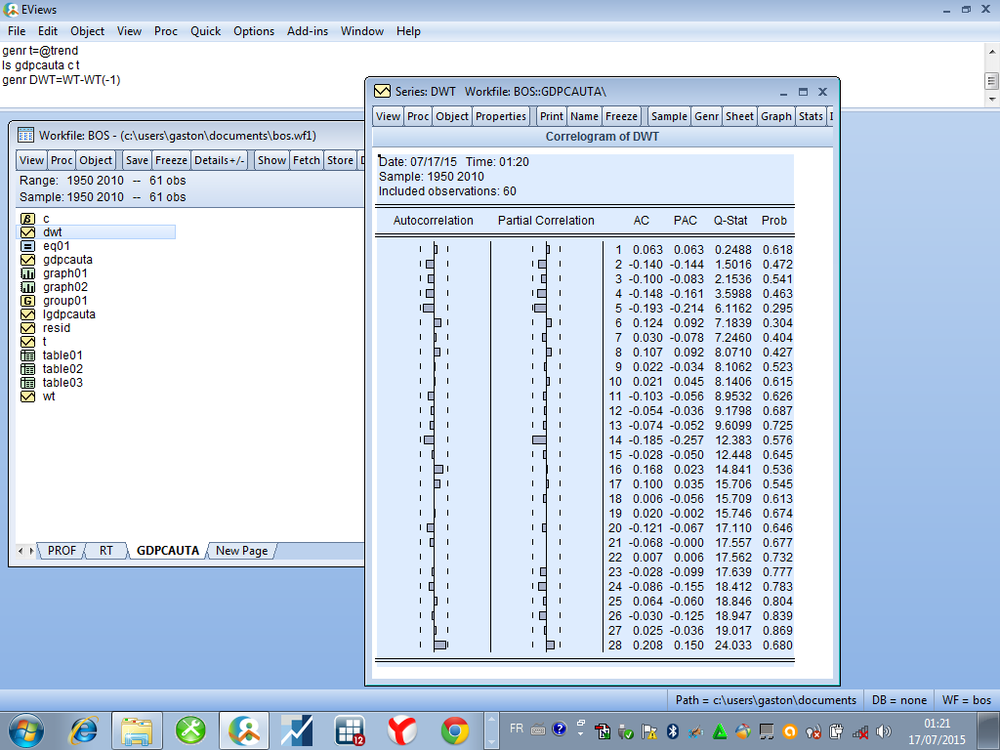 EViews
File Edit Object View Proc Quick Options Add-ins Window Help
genr t=@trend
ls gdpcauta c t
genr DWT=WT-WT(-1)
Workfile: BOS - (c:\users\gaston\documents\bos.wf1)
View Proc Object Save Freeze Details+/- Show Fetch Store D
Range: 1950 2010 -- 61 obs
Sample: 1950 2010 -- 61 obs
c
dwt
eq01
gdpcauta
graph01
graph02
group01
lgdpcauta
resid
t
table01
table02
table03
wt
PROF RT GDPCAUTA New Page
Series: DWT Workfile: BOS::GDPCAUTA\
View Proc Object Properties Print Name Freeze Sample Genr Sheet Graph Stats I
Correlogram of DWT
Date: 07/17/15 Time: 01:20
Sample: 1950 2010
Included observations: 60
Autocorrelation Partial Correlation AC PAC Q-Stat Prob
1 0.063 0.063 0.2488 0.618
2 -0.140 -0.144 1.5016 0.472
3 -0.100 -0.083 2.1536 0.541
4 -0.148 -0.161 3.5988 0.463
5 -0.193 -0.214 6.1162 0.295
6 0.124 0.092 7.1839 0.304
7 0.030 -0.078 7.2460 0.404
8 0.107 0.092 8.0710 0.427
9 0.022 -0.034 8.1062 0.523
10 0.021 0.045 8.1406 0.615
11 -0.103 -0.056 8.9532 0.626
12 -0.054 -0.036 9.1798 0.687
13 -0.074 -0.052 9.6099 0.725
14 -0.185 -0.257 12.383 0.576
15 -0.028 -0.050 12.448 0.645
16 0.168 0.023 14.841 0.536
17 0.100 0.035 15.706 0.545
18 0.006 -0.056 15.709 0.613
19 0.020 -0.002 15.746 0.674
20 -0.121 -0.067 17.110 0.646
21 -0.068 -0.000 17.557 0.677
22 0.007 0.006 17.562 0.732
23 -0.028 -0.099 17.639 0.777
24 -0.086 -0.155 18.412 0.783
25 0.064 -0.060 18.846 0.804
26 -0.030 -0.125 18.947 0.839
27 0.025 -0.036 19.017 0.869
28 0.208 0.150 24.033 0.680
Path = c:\users\gaston\documents DB = none WF = bos
12
FR
01:21
17/07/2015